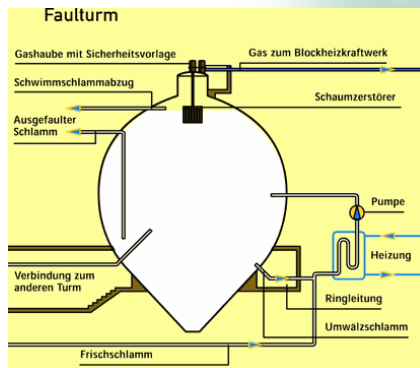 Faulturm
Gashaube mit Sicherheitsvorlage
Gas zum Blockheizkraftwerk
Schwimmschlammabzug
Schaumzerstörer
Ausgefaulter
Schlamm
Pumpe
Heizung
Verbindung zum
anderen Turm
Ringleitung
Umwälzschlamm
Frischschlamm